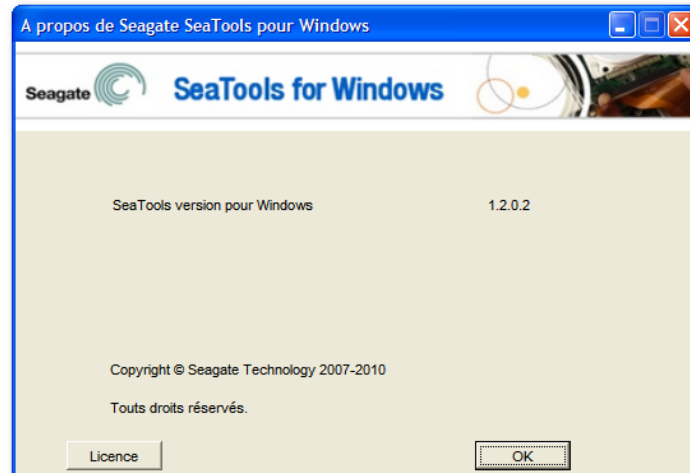 A propos de Seagate SeaTools pour Windows
Seagate SeaTools for Windows
SeaTools version pour Windows 1.2.0.2
Copyright © Seagate Technology 2007-2010
Touts droits réservés.
Licence OK